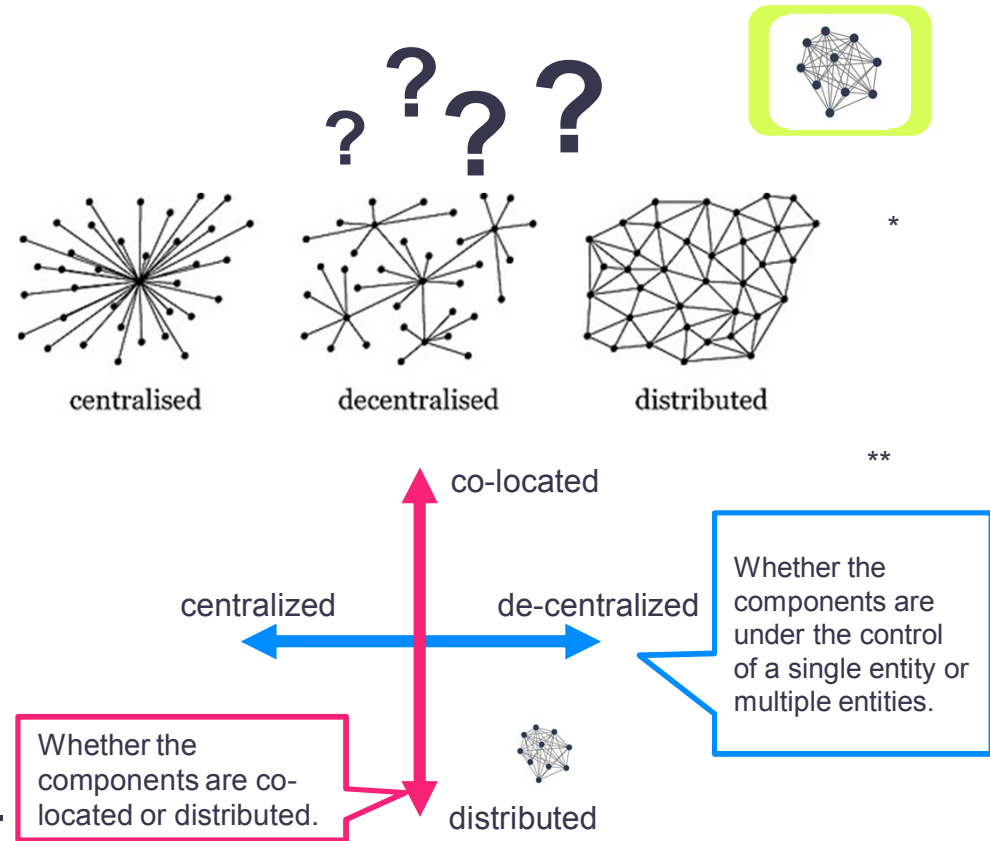 ? ? ? ?
*
centralised decentralised distributed
**
co-located
centralized de-centralized
Whether the
components are
under the control
of a single entity or
multiple entities.
Whether the
components are co-
located or distributed.
distributed